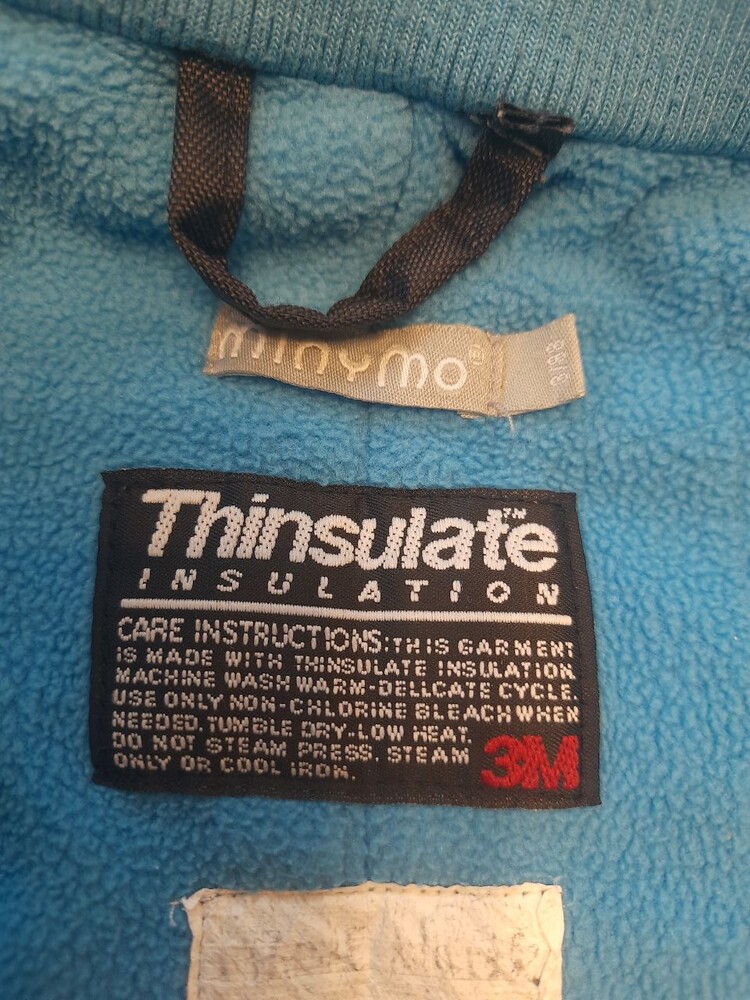 minymo®
3/98
Thinsulate™
INSULATION
CARE INSTRUCTIONS:THIS GARMENT
IS MADE WITH THINSULATE INSULATION
MACHINE WASH WARM-DELLCATE CYCLE.
USE ONLY NON-CHLORINE BLEACH WHEN
NEEDED.TUMBLE DRY-LOW HEAT.
DO NOT STEAM PRESS. STEAM
ONLY OR COOL IRON.
3M